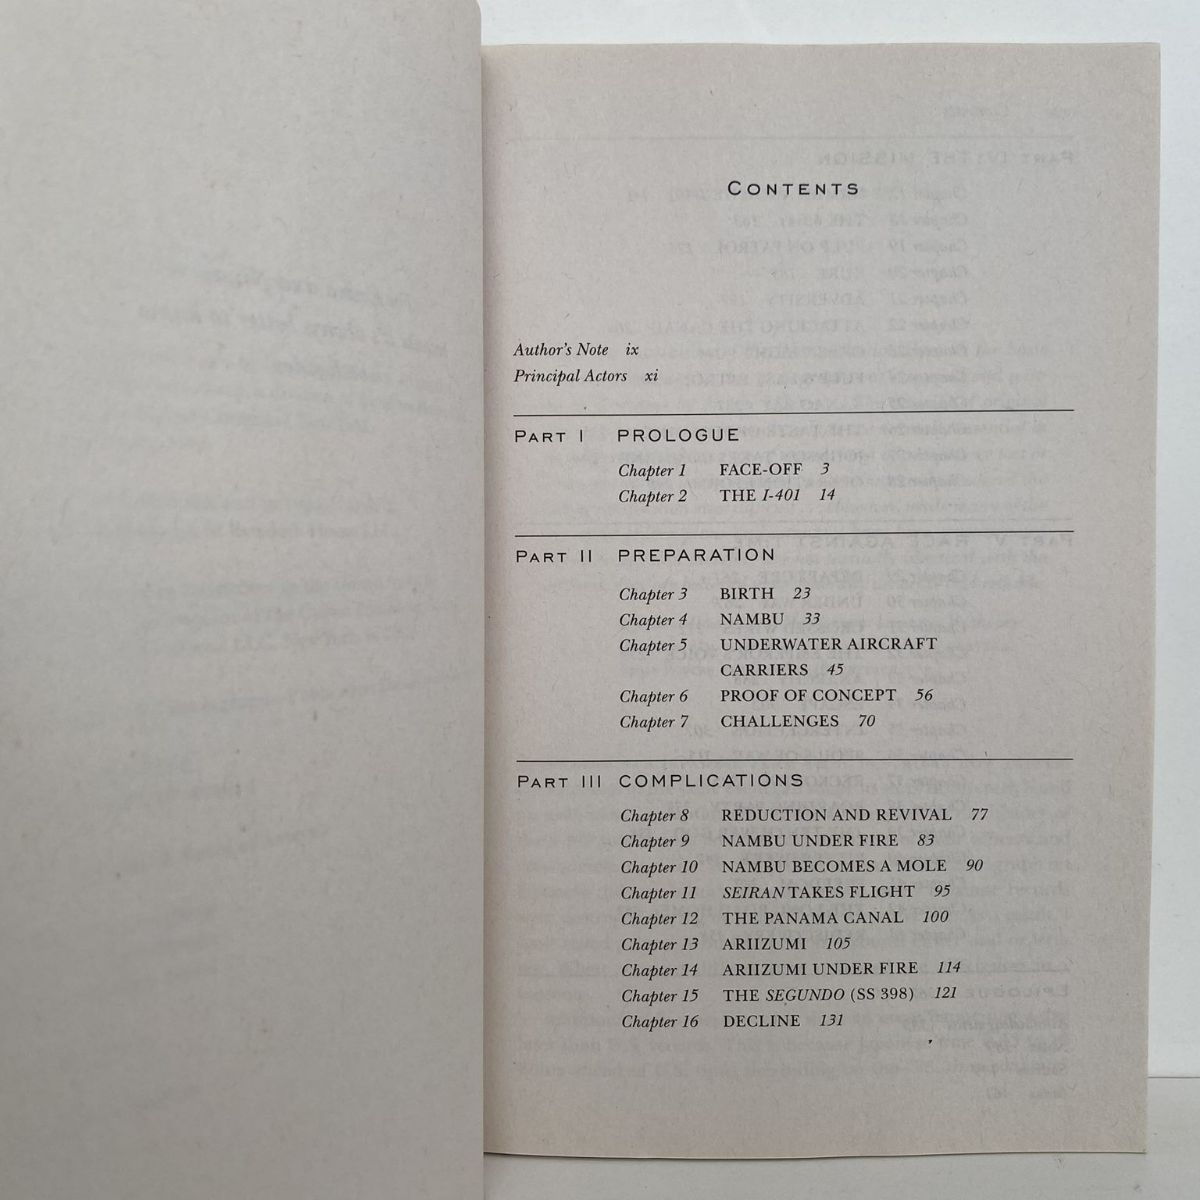 CONTENTS
Author's Note ix
Principal Actors xi
PART I PROLOGUE
Chapter 1 FACE-OFF 3
Chapter 2 THE I-401 14
PART II PREPARATION
Chapter 3 BIRTH 23
Chapter 4 NAMBU 33
Chapter 5 UNDERWATER AIRCRAFT
CARRIERS 45
Chapter 6 PROOF OF CONCEPT 56
Chapter 7 CHALLENGES 70
PART III COMPLICATIONS
Chapter 8 REDUCTION AND REVIVAL 77
Chapter 9 NAMBU UNDER FIRE 83
Chapter 10 NAMBU BECOMES A MOLE 90
Chapter 11 SEIRAN TAKES FLIGHT 95
Chapter 12 THE PANAMA CANAL 100
Chapter 13 ARIIZUMI 105
Chapter 14 ARIIZUMI UNDER FIRE 114
Chapter 15 THE SEGUNDO (SS 398) 121
Chapter 16 DECLINE 131